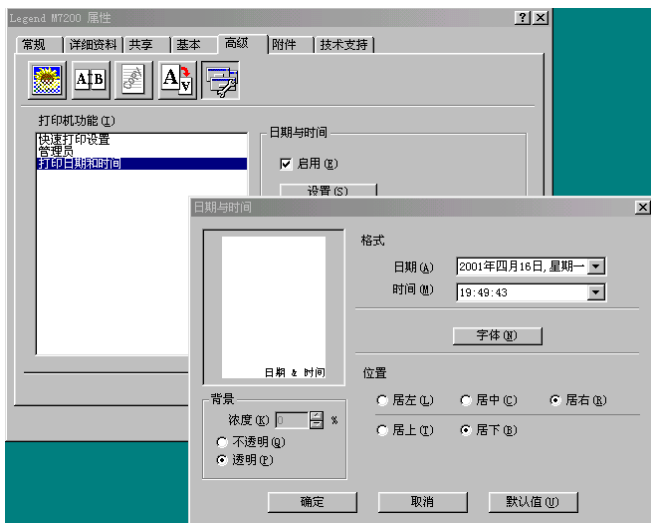 Legend M7200 属性
常规 详细资料 共享 基本 高级 附件 技术支持
A B
A V
打印机功能(I)
快速打印设置
管理员
打印日期和时间
日期与时间
启用(E)
设置(S)
日期与时间
日期 & 时间
格式
日期(A) 2001年四月16日,星期一
时间(M) 19:49:43
字体(N)
背景
浓度(K) 0 %
不透明(Q)
透明(P)
位置
居左(L) 居中(C) 居右(R)
居上(T) 居下(B)
确定 取消 默认值(U)